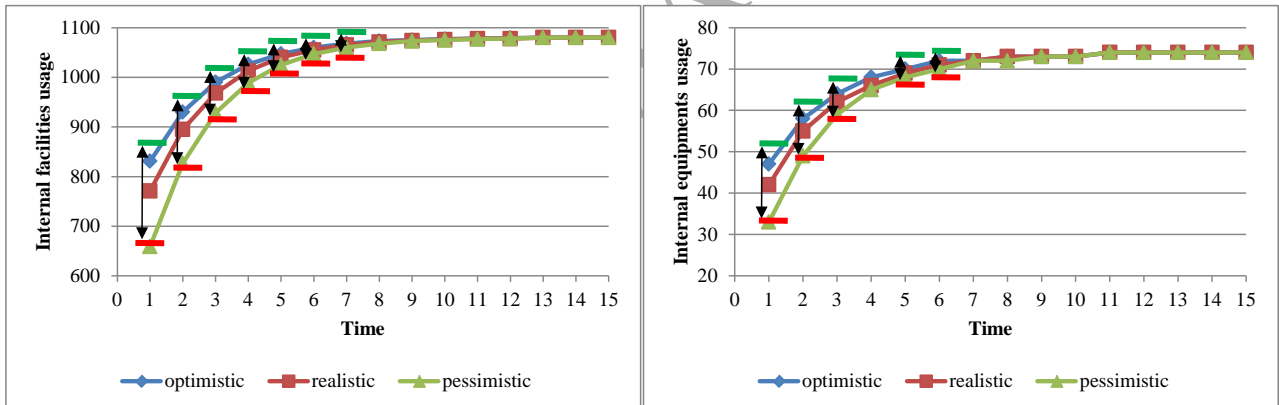 1100
1000
900
800
700
600
Internal facilities usage
0 1 2 3 4 5 6 7 8 9 10 11 12 13 14 15
Time
optimistic realistic pessimistic
80
70
60
50
40
30
20
Internal equipments usage
0 1 2 3 4 5 6 7 8 9 10 11 12 13 14 15
Time
optimistic realistic pessimistic